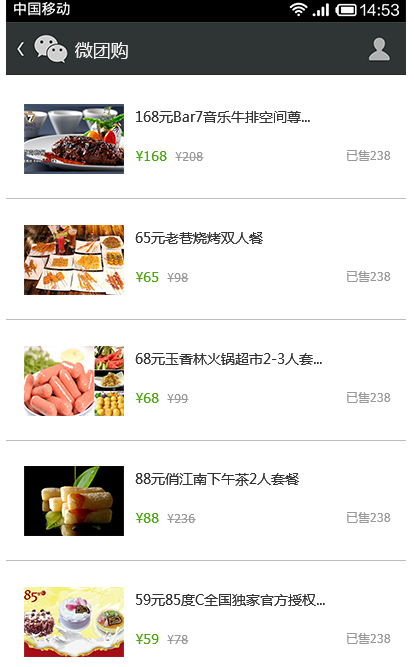 中国移动 14:53
微团购
168元Bar7音乐牛排空间尊...
¥168 ¥208 已售238
65元老巷烧烤双人餐
¥65 ¥98 已售238
68元玉香林火锅超市2-3人套...
¥68 ¥99 已售238
88元俏江南下午茶2人套餐
¥88 ¥236 已售238
85℃
59元85度C全国独家官方授权...
¥59 ¥78 已售238